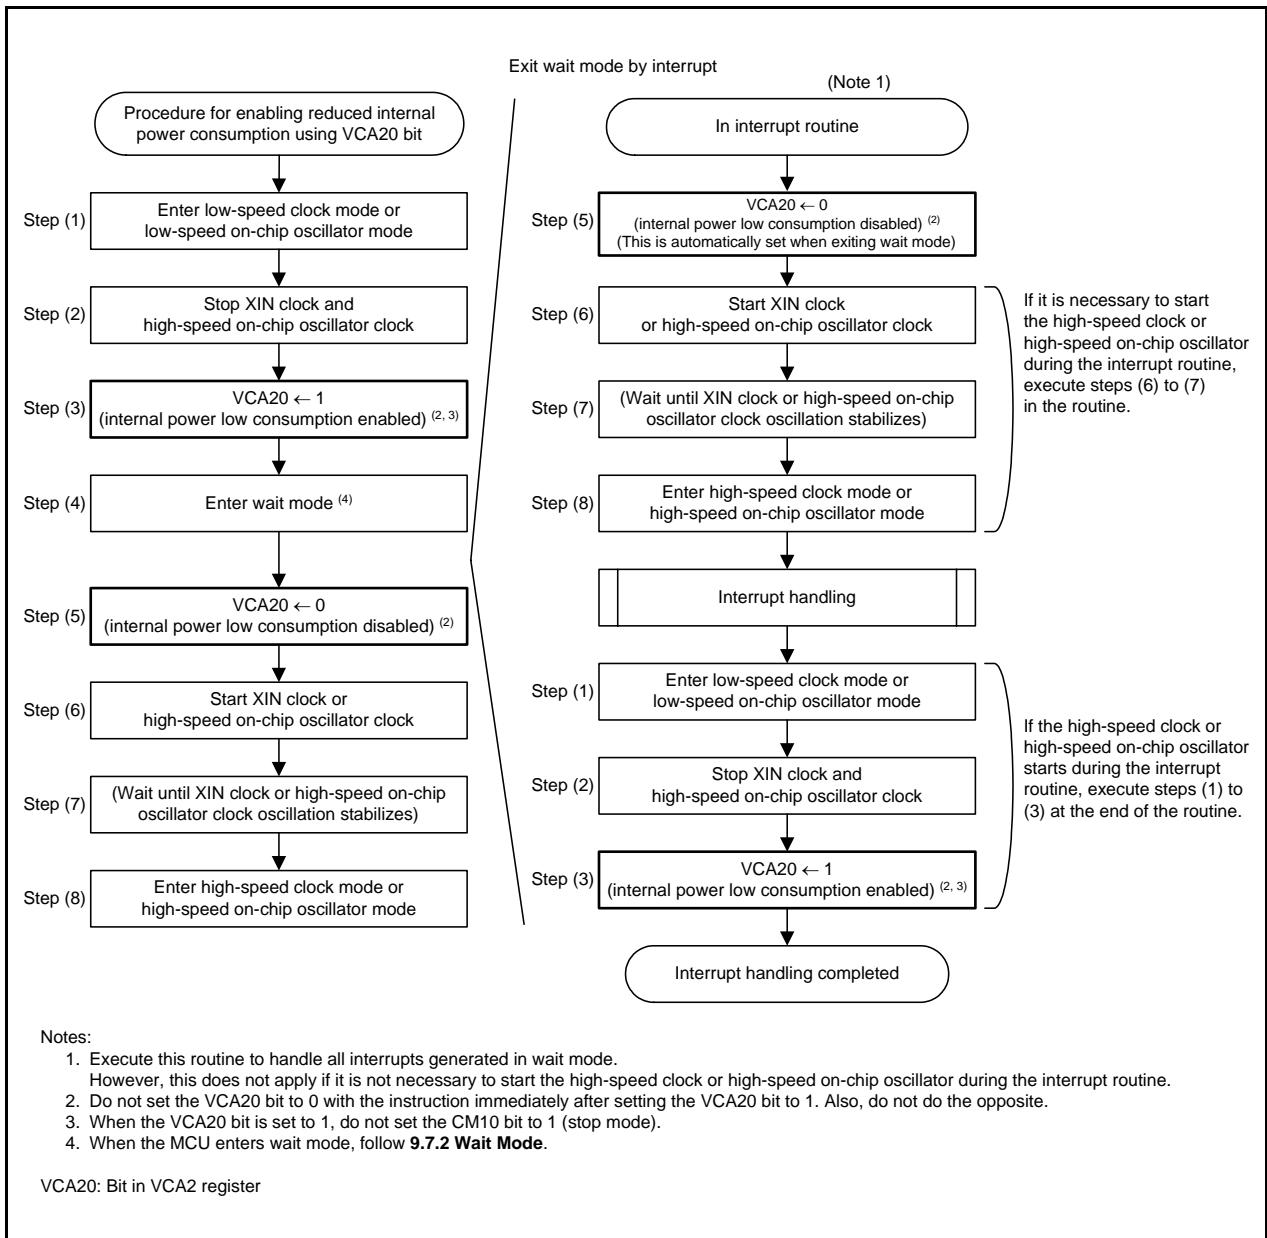 Exit wait mode by interrupt
(Note 1)
Procedure for enabling reduced internal
power consumption using VCA20 bit
Step (1)
Enter low-speed clock mode or
low-speed on-chip oscillator mode
Step (2)
Stop XIN clock and
high-speed on-chip oscillator clock
Step (3)
VCA20 ← 1
(internal power low consumption enabled) (2, 3)
Step (4)
Enter wait mode (4)
Step (5)
VCA20 ← 0
(internal power low consumption disabled) (2)
Step (6)
Start XIN clock or
high-speed on-chip oscillator clock
Step (7)
(Wait until XIN clock or high-speed on-chip
oscillator clock oscillation stabilizes)
Step (8)
Enter high-speed clock mode or
high-speed on-chip oscillator mode
In interrupt routine
Step (5)
VCA20 ← 0
(internal power low consumption disabled) (2)
(This is automatically set when exiting wait mode)
Step (6)
Start XIN clock
or high-speed on-chip oscillator clock
Step (7)
(Wait until XIN clock or high-speed on-chip
oscillator clock oscillation stabilizes)
Step (8)
Enter high-speed clock mode or
high-speed on-chip oscillator mode
If it is necessary to start
the high-speed clock or
high-speed on-chip oscillator
during the interrupt routine,
execute steps (6) to (7)
in the routine.
Interrupt handling
Step (1)
Enter low-speed clock mode or
low-speed on-chip oscillator mode
Step (2)
Stop XIN clock and
high-speed on-chip oscillator clock
Step (3)
VCA20 ← 1
(internal power low consumption enabled) (2, 3)
If the high-speed clock or
high-speed on-chip oscillator
starts during the interrupt
routine, execute steps (1) to
(3) at the end of the routine.
Interrupt handling completed
Notes:
1. Execute this routine to handle all interrupts generated in wait mode.
However, this does not apply if it is not necessary to start the high-speed clock or high-speed on-chip oscillator during the interrupt routine.
2. Do not set the VCA20 bit to 0 with the instruction immediately after setting the VCA20 bit to 1. Also, do not do the opposite.
3. When the VCA20 bit is set to 1, do not set the CM10 bit to 1 (stop mode).
4. When the MCU enters wait mode, follow 9.7.2 Wait Mode.
VCA20: Bit in VCA2 register